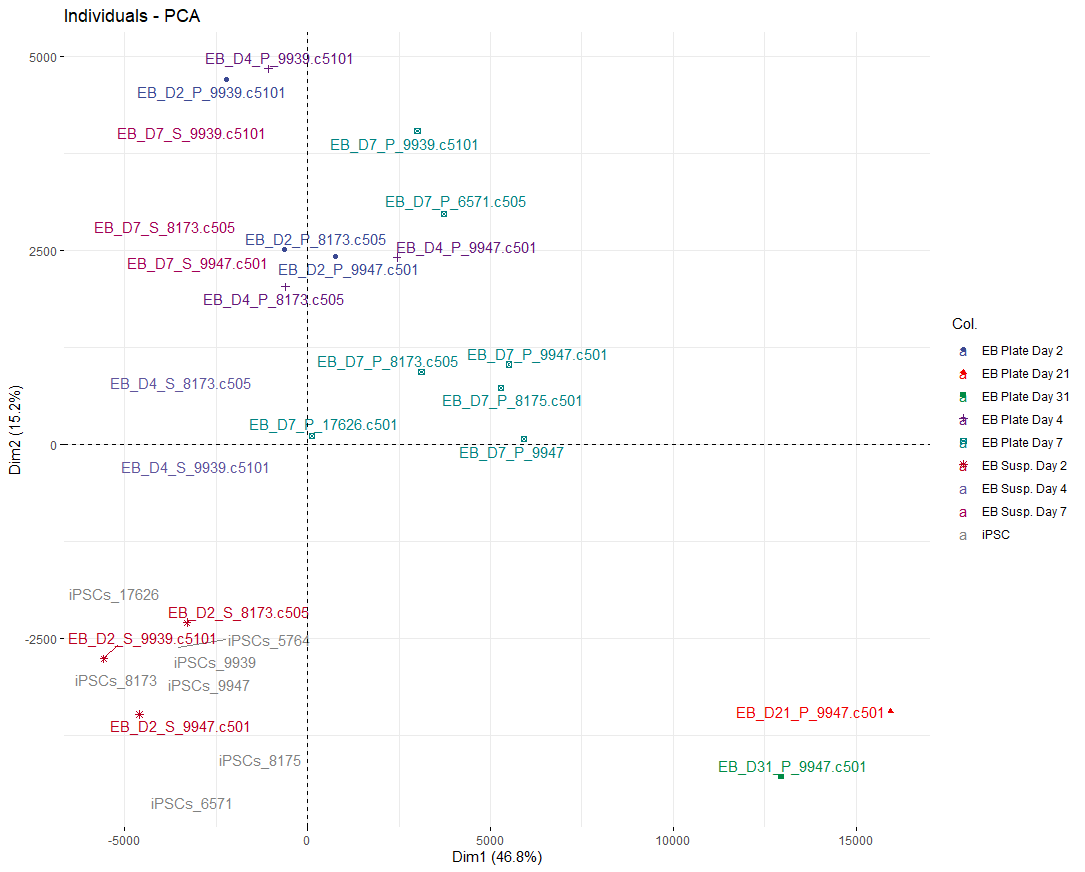 Individuals - PCA
5000
EB_D4_P_9939.c5101
EB_D2_P_9939.c5101
EB_D7_S_9939.c5101
EB_D7_P_9939.c5101
EB_D7_P_6571.c505
EB_D7_S_8173.c505
EB_D2_P_8173.c505
EB_D4_P_9947.c501
2500
EB_D7_S_9947.c501
EB_D2_P_9947.c501
EB_D4_P_8173.c505
EB_D7_P_9947.c501
EB_D7_P_8173.c505
EB_D4_S_8173.c505
EB_D7_P_8175.c501
EB_D7_P_17626.c501
0
EB_D7_P_9947
EB_D4_S_9939.c5101
iPSCs_17626
EB_D2_S_8173.c505
-2500
EB_D2_S_9939.c5101
iPSCs_5764
iPSCs_9939
iPSCs_8173
iPSCs_9947
EB_D21_P_9947.c501
EB_D2_S_9947.c501
iPSCs_8175
EB_D31_P_9947.c501
iPSCs_6571
-5000
0
5000
10000
15000
Dim1 (46.8%)
Dim2 (15.2%)
Col.
a EB Plate Day 2
a EB Plate Day 21
a EB Plate Day 31
a EB Plate Day 4
a EB Plate Day 7
a EB Susp. Day 2
a EB Susp. Day 4
a EB Susp. Day 7
a iPSC